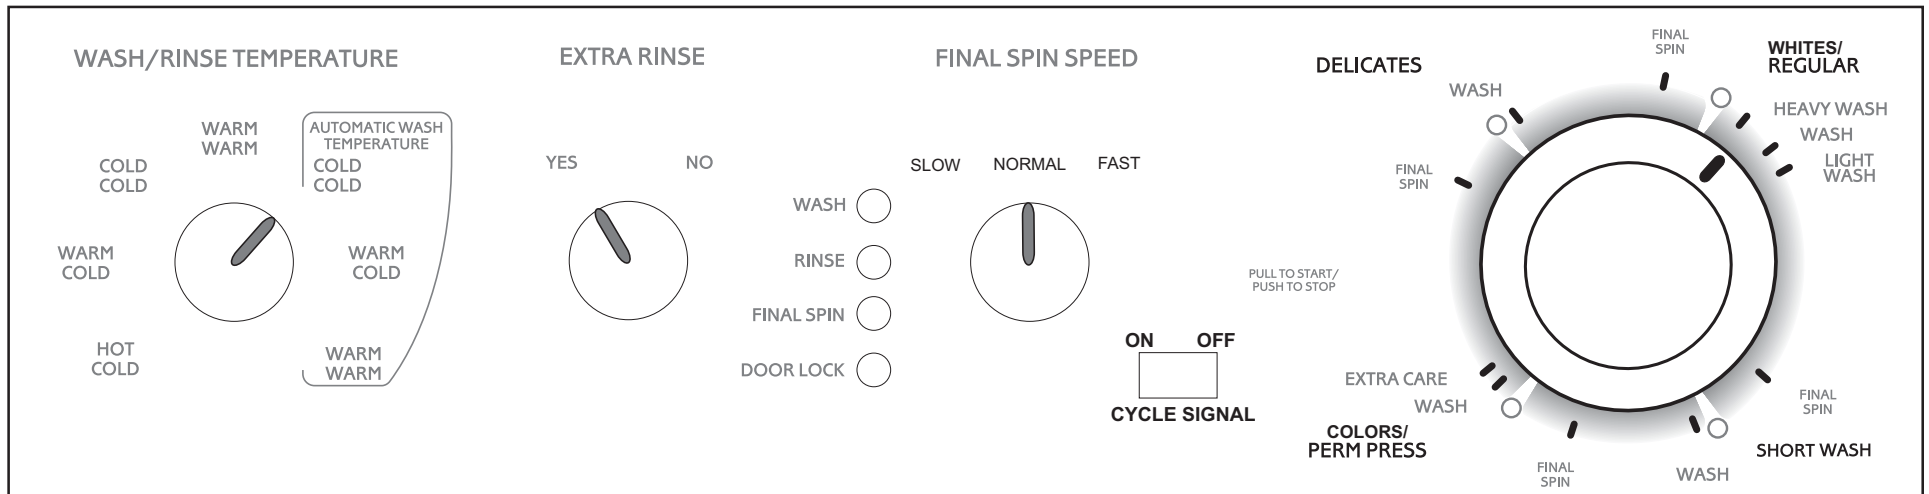 WASH/RINSE TEMPERATURE
WARM
WARM
AUTOMATIC WASH
TEMPERATURE
COLD
COLD
COLD
COLD
WARM
COLD
WARM
COLD
HOT
COLD
WARM
WARM
EXTRA RINSE
YES
NO
WASH
RINSE
FINAL SPIN
DOOR LOCK
FINAL SPIN SPEED
SLOW
NORMAL
FAST
ON
OFF
CYCLE SIGNAL
PULL TO START/
PUSH TO STOP
DELICATES
WASH
FINAL
SPIN
FINAL
SPIN
WHITES/
REGULAR
HEAVY WASH
WASH
LIGHT
WASH
EXTRA CARE
WASH
COLORS/
PERM PRESS
FINAL
SPIN
FINAL
SPIN
SHORT WASH
WASH